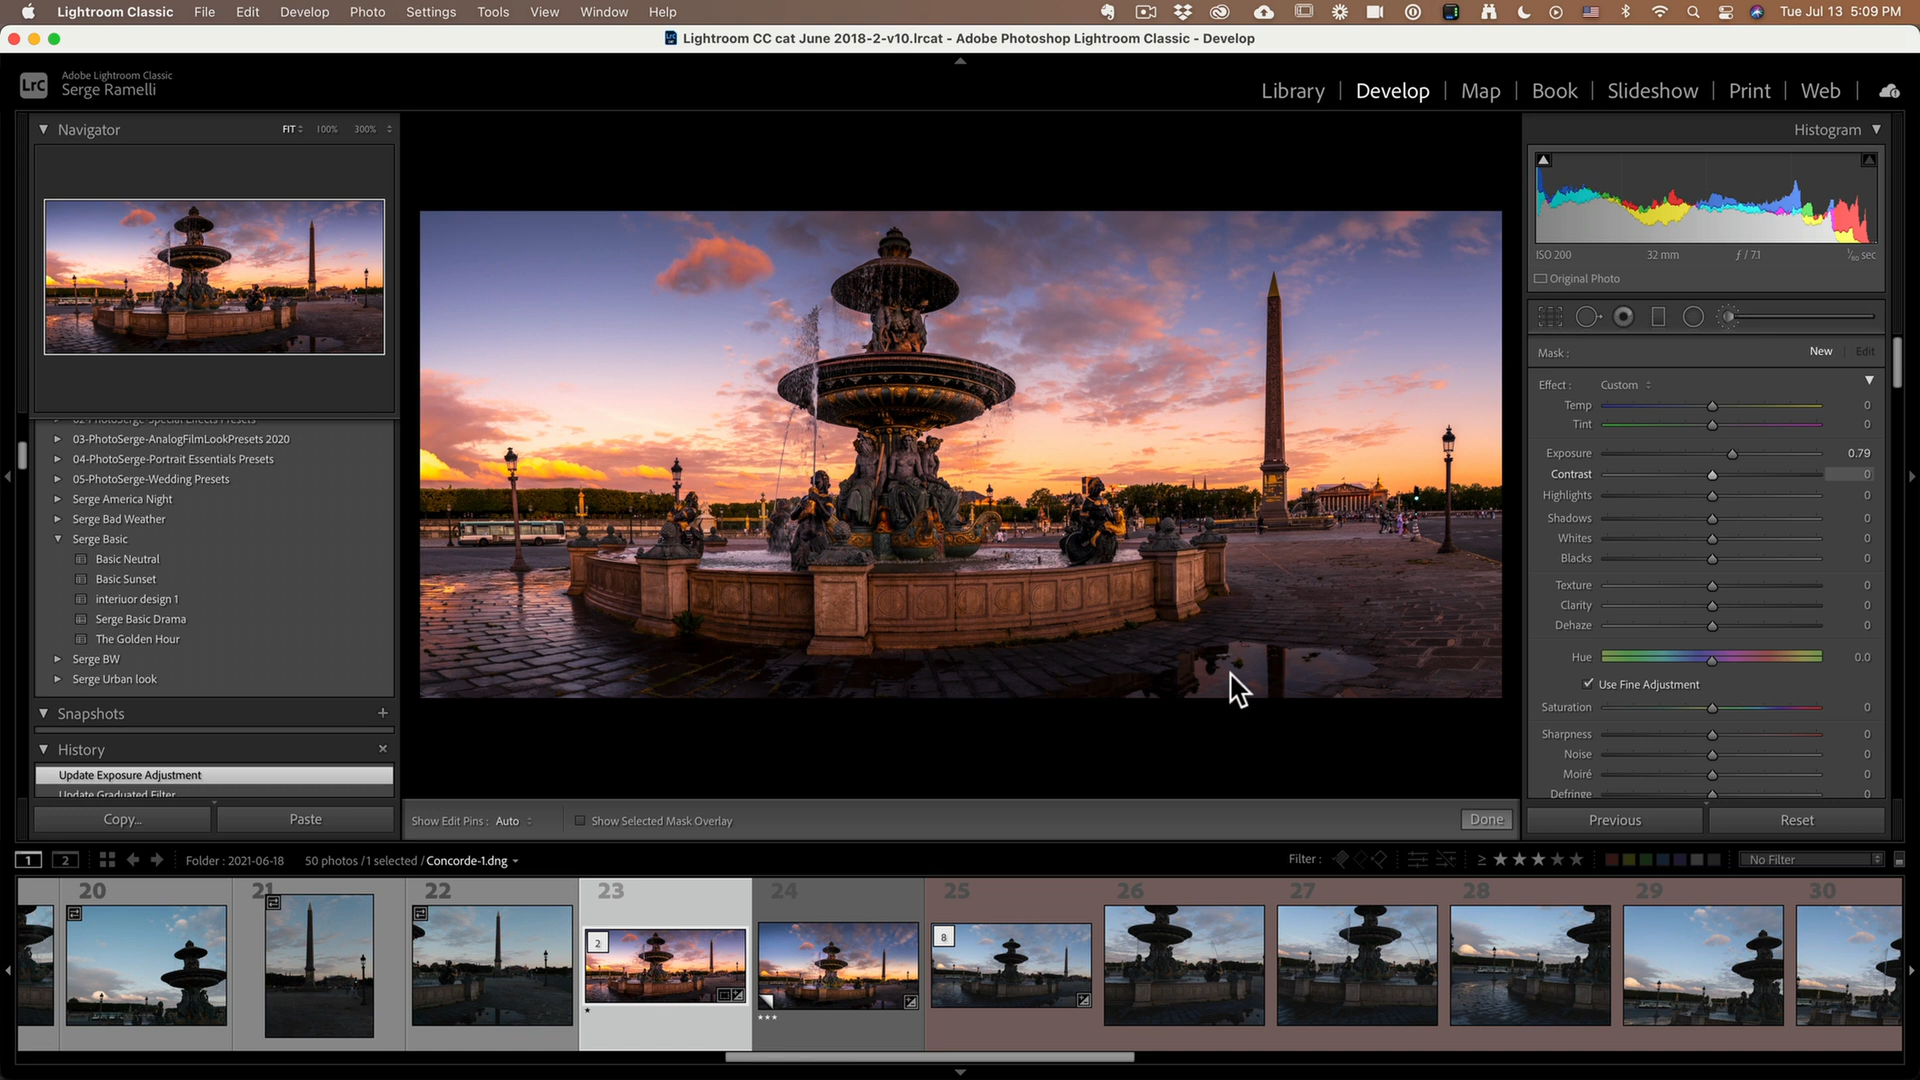 Lightroom Classic File Edit Develop Photo Settings Tools View Window Help Tue Jul 13 5:09 PM
Lightroom CC cat June 2018-2-v10.lrcat - Adobe Photoshop Lightroom Classic - Develop
LrC Adobe Lightroom Classic
Serge Ramelli
Library | Develop | Map | Book | Slideshow | Print | Web
Navigator FIT 100% 300%
03-PhotoSerge-AnalogFilmLookPresets 2020
04-PhotoSerge-Portrait Essentials Presets
05-PhotoSerge-Wedding Presets
Serge America Night
Serge Bad Weather
Serge Basic
Basic Neutral
Basic Sunset
interiuor design 1
Serge Basic Drama
The Golden Hour
Serge BW
Serge Urban look
Snapshots +
History
Update Exposure Adjustment
Update Graduated Filter
Copy... Paste
Show Edit Pins : Auto Show Selected Mask Overlay Done
Histogram
ISO 200 32 mm ƒ / 7.1 1/80 sec
Original Photo
Mask : New | Edit
Effect : Custom
Temp 0
Tint 0
Exposure 0.79
Contrast 0
Highlights 0
Shadows 0
Whites 0
Blacks 0
Texture 0
Clarity 0
Dehaze 0
Hue 0.0
Use Fine Adjustment
Saturation 0
Sharpness 0
Noise 0
Moiré 0
Defringe 0
Previous Reset
1 2 Folder : 2021-06-18 50 photos /1 selected / Concorde-1.dng Filter : ≥ ★★★★★ No Filter
20 21 22 23 24 25 26 27 28 29 30
2 8